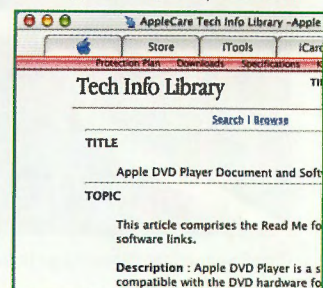 AppleCare Tech Info Library -Apple
Store iTools iCard
Protection Plan Downloads Specifications
Tech Info Library
Search | Browse
TITLE
Apple DVD Player Document and Soft
TOPIC
This article comprises the Read Me fo
software links.
Description : Apple DVD Player is a s
compatible with the DVD hardware fo